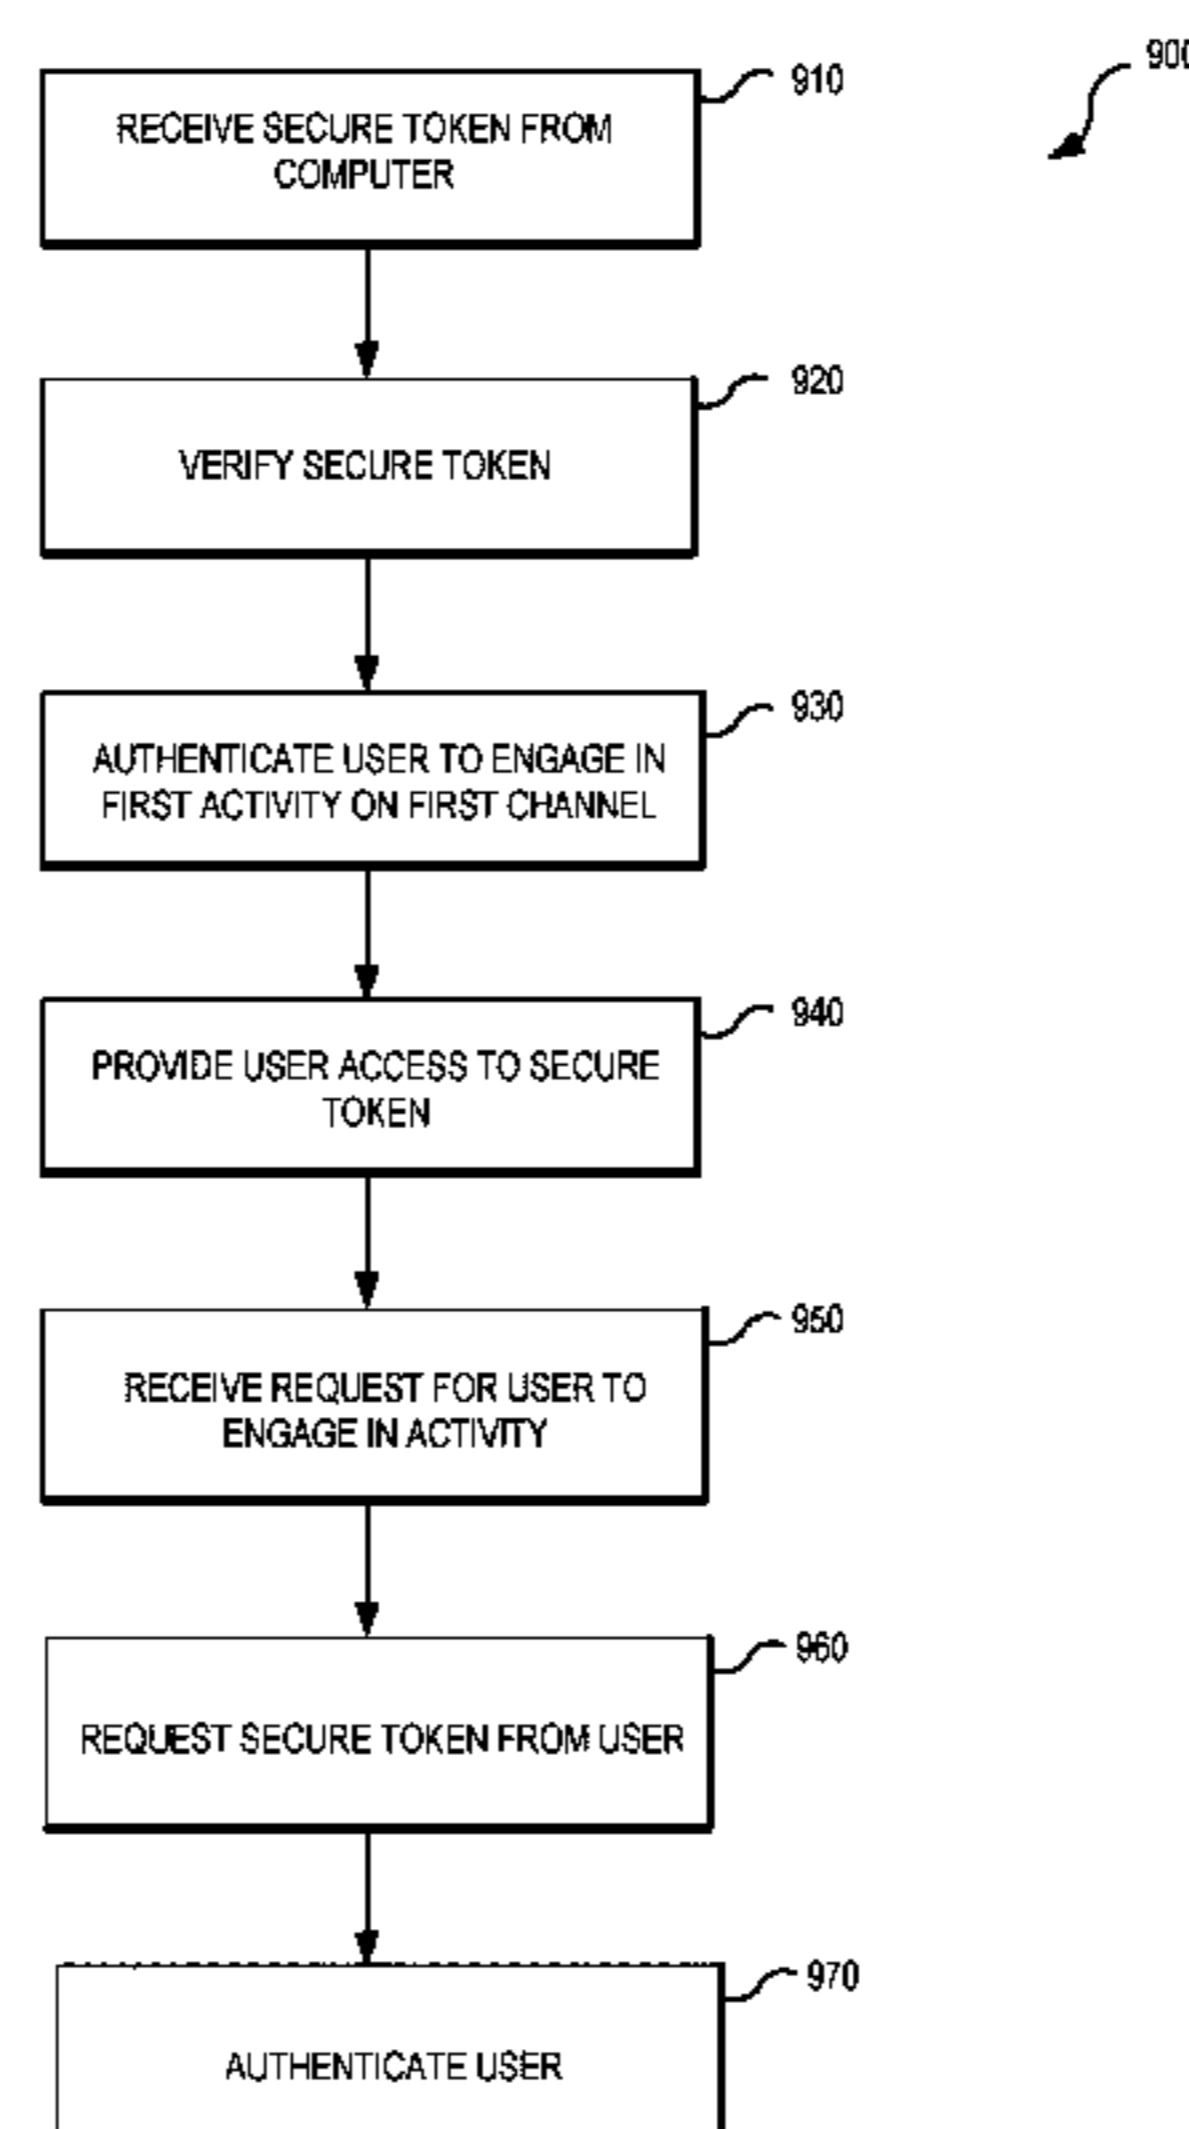 900
910
RECEIVE SECURE TOKEN FROM
COMPUTER
920
VERIFY SECURE TOKEN
930
AUTHENTICATE USER TO ENGAGE IN
FIRST ACTIVITY ON FIRST CHANNEL
940
PROVIDE USER ACCESS TO SECURE
TOKEN
950
RECEIVE REQUEST FOR USER TO
ENGAGE IN ACTIVITY
960
REQUEST SECURE TOKEN FROM USER
970
AUTHENTICATE USER